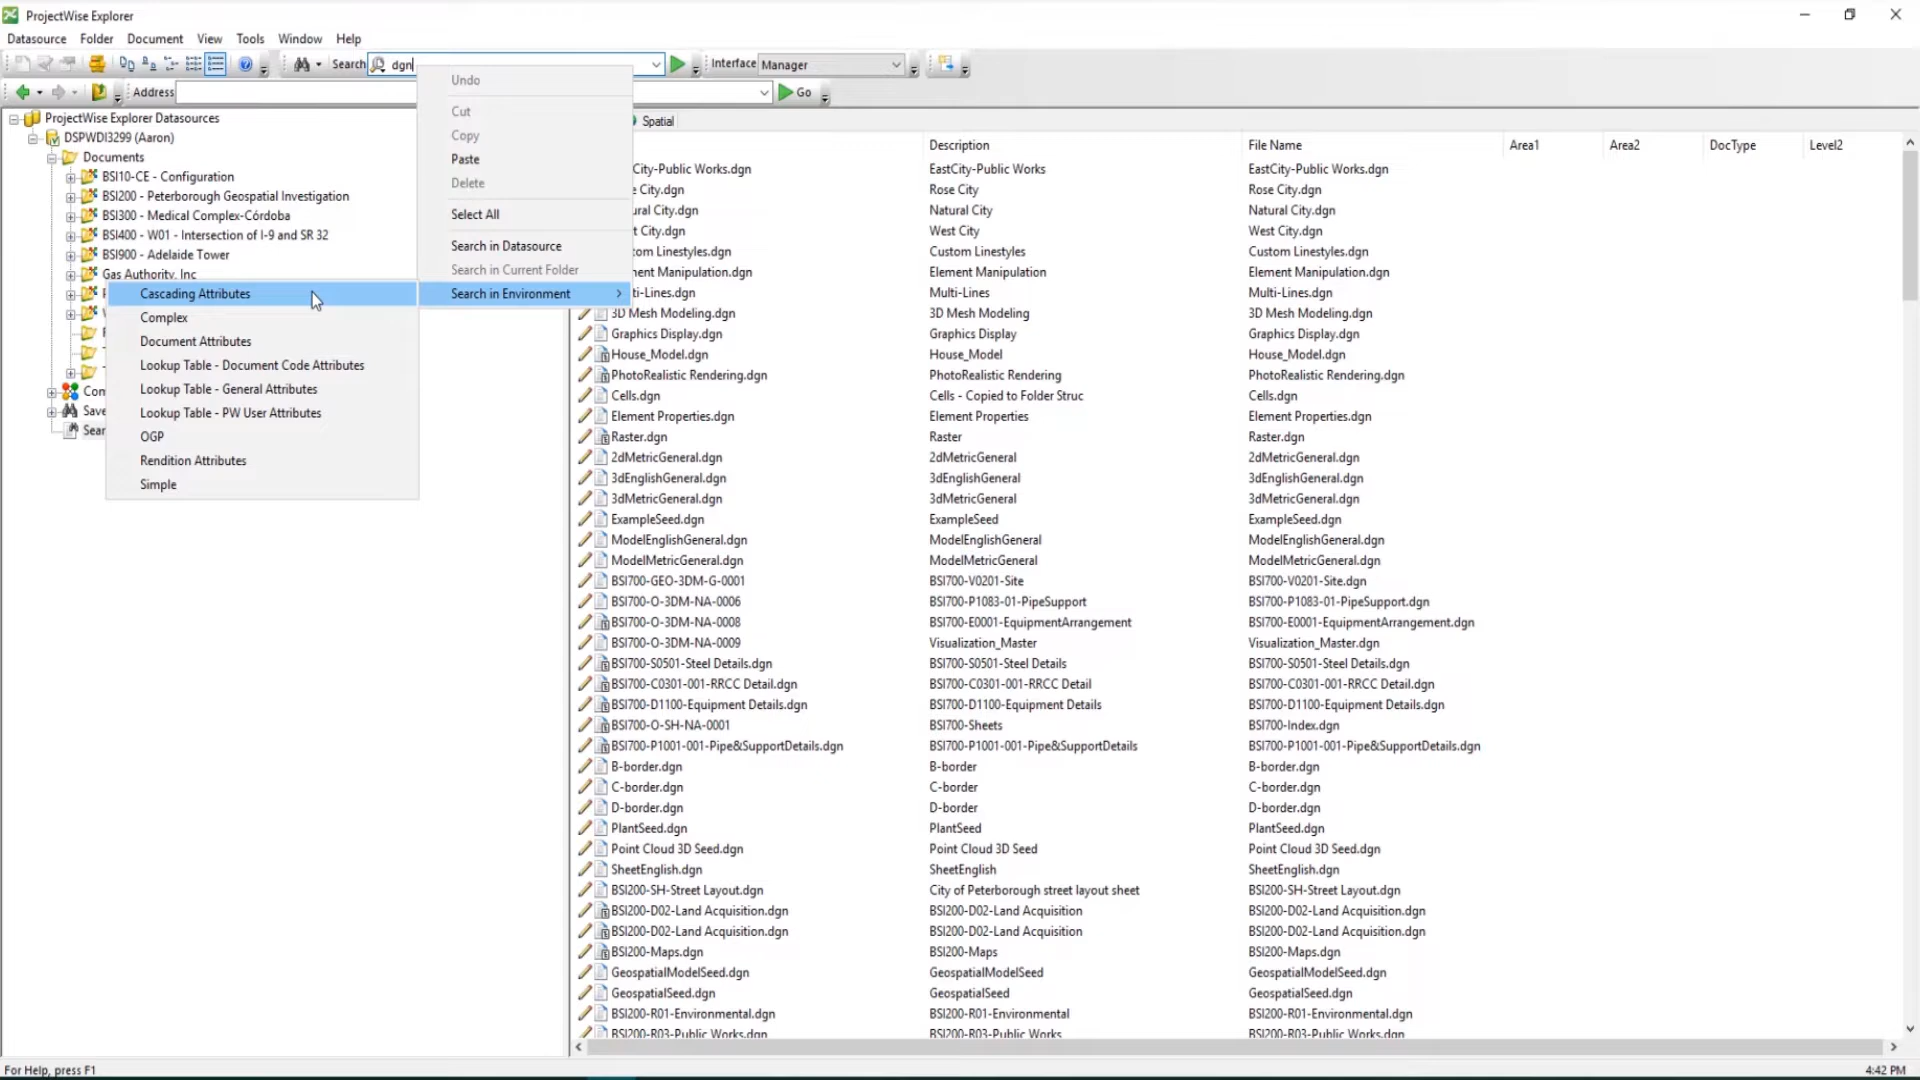 ProjectWise Explorer
Datasource Folder Document View Tools Window Help
Search dgn Interface Manager
Address Go
ProjectWise Explorer Datasources
DSPWDI3299 (Aaron)
Documents
BSI10-CE - Configuration
BSI200 - Peterborough Geospatial Investigation
BSI300 - Medical Complex-Córdoba
BSI400 - W01 - Intersection of I-9 and SR 32
BSI900 - Adelaide Tower
Gas Authority, Inc
Undo
Cut
Copy
Paste
Delete
Select All
Search in Datasource
Search in Current Folder
Search in Environment
Cascading Attributes
Complex
Document Attributes
Lookup Table - Document Code Attributes
Lookup Table - General Attributes
Lookup Table - PW User Attributes
OGP
Rendition Attributes
Simple
Spatial
Description File Name Area1 Area2 DocType Level2
City-Public Works.dgn EastCity-Public Works EastCity-Public Works.dgn
e City.dgn Rose City Rose City.dgn
ural City.dgn Natural City Natural City.dgn
t City.dgn West City West City.dgn
tom Linestyles.dgn Custom Linestyles Custom Linestyles.dgn
ment Manipulation.dgn Element Manipulation Element Manipulation.dgn
ti-Lines.dgn Multi-Lines Multi-Lines.dgn
3D Mesh Modeling.dgn 3D Mesh Modeling 3D Mesh Modeling.dgn
Graphics Display.dgn Graphics Display Graphics Display.dgn
House_Model.dgn House_Model House_Model.dgn
PhotoRealistic Rendering.dgn PhotoRealistic Rendering PhotoRealistic Rendering.dgn
Cells.dgn Cells - Copied to Folder Struc Cells.dgn
Element Properties.dgn Element Properties Element Properties.dgn
Raster.dgn Raster Raster.dgn
2dMetricGeneral.dgn 2dMetricGeneral 2dMetricGeneral.dgn
3dEnglishGeneral.dgn 3dEnglishGeneral 3dEnglishGeneral.dgn
3dMetricGeneral.dgn 3dMetricGeneral 3dMetricGeneral.dgn
ExampleSeed.dgn ExampleSeed ExampleSeed.dgn
ModelEnglishGeneral.dgn ModelEnglishGeneral ModelEnglishGeneral.dgn
ModelMetricGeneral.dgn ModelMetricGeneral ModelMetricGeneral.dgn
BSI700-GEO-3DM-G-0001 BSI700-V0201-Site BSI700-V0201-Site.dgn
BSI700-O-3DM-NA-0006 BSI700-P1083-01-PipeSupport BSI700-P1083-01-PipeSupport.dgn
BSI700-O-3DM-NA-0008 BSI700-E0001-EquipmentArrangement BSI700-E0001-EquipmentArrangement.dgn
BSI700-O-3DM-NA-0009 Visualization_Master Visualization_Master.dgn
BSI700-S0501-Steel Details.dgn BSI700-S0501-Steel Details BSI700-S0501-Steel Details.dgn
BSI700-C0301-001-RRCC Detail.dgn BSI700-C0301-001-RRCC Detail BSI700-C0301-001-RRCC Detail.dgn
BSI700-D1100-Equipment Details.dgn BSI700-D1100-Equipment Details BSI700-D1100-Equipment Details.dgn
BSI700-O-SH-NA-0001 BSI700-Sheets BSI700-Index.dgn
BSI700-P1001-001-Pipe&SupportDetails.dgn BSI700-P1001-001-Pipe&SupportDetails BSI700-P1001-001-Pipe&SupportDetails.dgn
B-border.dgn B-border B-border.dgn
C-border.dgn C-border C-border.dgn
D-border.dgn D-border D-border.dgn
PlantSeed.dgn PlantSeed PlantSeed.dgn
Point Cloud 3D Seed.dgn Point Cloud 3D Seed Point Cloud 3D Seed.dgn
SheetEnglish.dgn SheetEnglish SheetEnglish.dgn
BSI200-SH-Street Layout.dgn City of Peterborough street layout sheet BSI200-SH-Street Layout.dgn
BSI200-D02-Land Acquisition.dgn BSI200-D02-Land Acquisition BSI200-D02-Land Acquisition.dgn
BSI200-D02-Land Acquisition.dgn BSI200-D02-Land Acquisition BSI200-D02-Land Acquisition.dgn
BSI200-Maps.dgn BSI200-Maps BSI200-Maps.dgn
GeospatialModelSeed.dgn GeospatialModelSeed GeospatialModelSeed.dgn
GeospatialSeed.dgn GeospatialSeed GeospatialSeed.dgn
BSI200-R01-Environmental.dgn BSI200-R01-Environmental BSI200-R01-Environmental.dgn
BSI200-R03-Public Works.dgn BSI200-R03-Public Works BSI200-R03-Public Works.dgn
Con
Save
Sear
For Help, press F1 4:42 PM